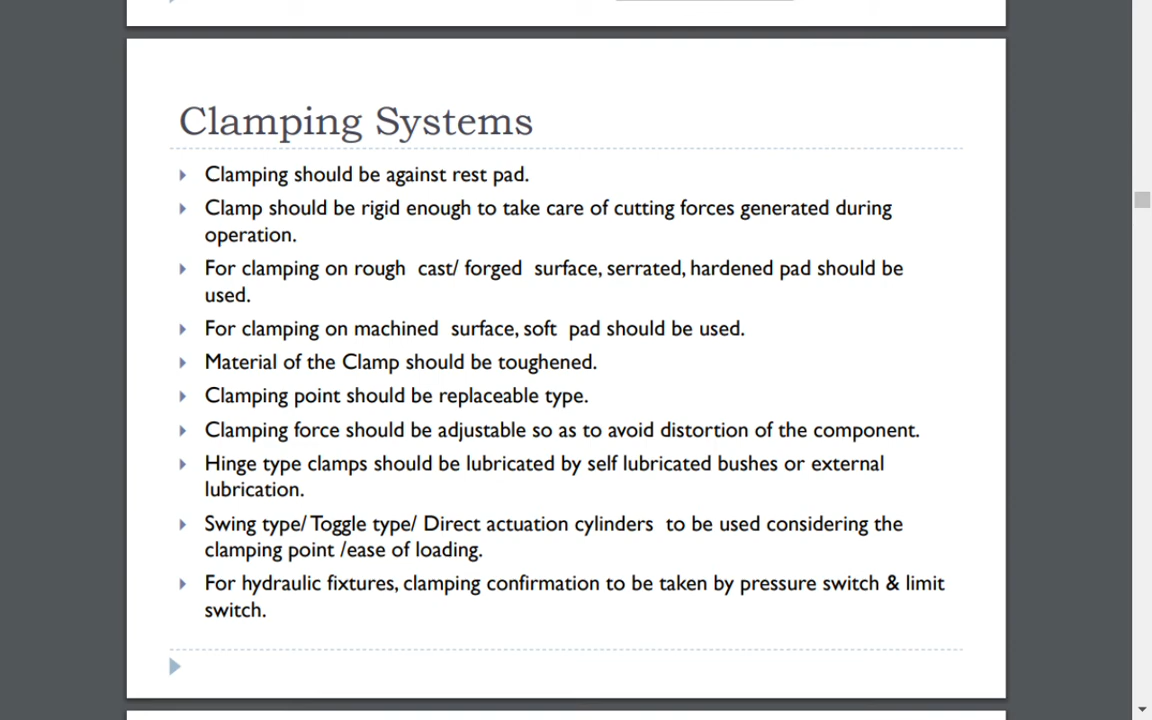 Clamping Systems
Clamping should be against rest pad.
Clamp should be rigid enough to take care of cutting forces generated during
operation.
For clamping on rough cast/ forged surface, serrated, hardened pad should be
used.
For clamping on machined surface, soft pad should be used.
Material of the Clamp should be toughened.
Clamping point should be replaceable type.
Clamping force should be adjustable so as to avoid distortion of the component.
Hinge type clamps should be lubricated by self lubricated bushes or external
lubrication.
Swing type/ Toggle type/ Direct actuation cylinders to be used considering the
clamping point /ease of loading.
For hydraulic fixtures, clamping confirmation to be taken by pressure switch & limit
switch.